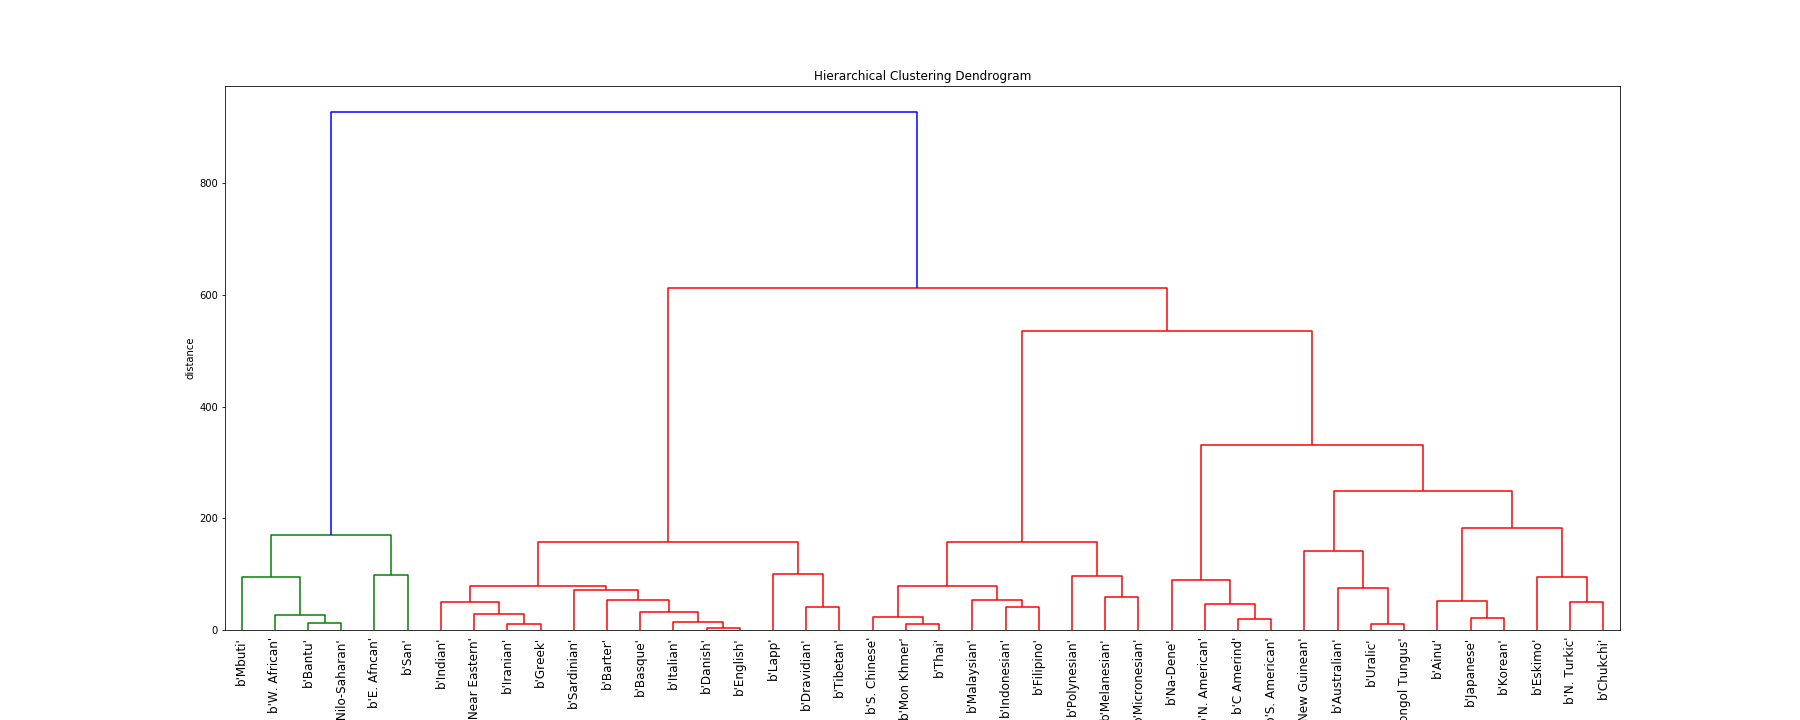 Hierarchical Clustering Dendrogram
distance
800
600
400
200
0
b'Mbuti'
b'W. African'
b'Bantu'
Nilo-Saharan'
b'E. African'
b'San'
b'Indian'
Near Eastern'
b'Iranian'
b'Greek'
b'Sardinian'
b'Barter'
b'Basque'
b'Italian'
b'Danish'
b'English'
b'Lapp'
b'Dravidian'
b'Tibetan'
b'S. Chinese'
b'Mon Khmer'
b'Thai'
b'Malaysian'
b'Indonesian'
b'Filipino'
b'Polynesian'
b'Melanesian'
b'Micronesian'
b'Na-Dene'
'N. American'
b'C Amerind'
'S. American'
New Guinean'
b'Australian'
b'Uralic'
ongol Tungus'
b'Ainu'
b'Japanese'
b'Korean'
b'Eskimo'
b'N. Turkic'
b'Chukchi'